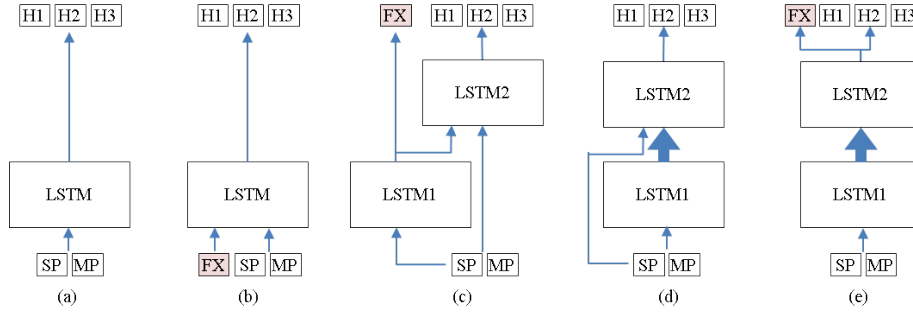 H1 H2 H3 H1 H2 H3 FX H1 H2 H3 H1 H2 H3 FX H1 H2 H3
LSTM2 LSTM2 LSTM2
LSTM LSTM LSTM1 LSTM1 LSTM1
SP MP FX SP MP SP MP SP MP SP MP
(a) (b) (c) (d) (e)